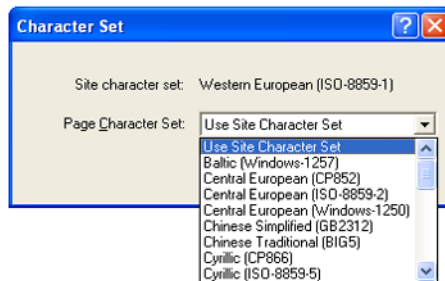 Character Set
Site character set: Western European (ISO-8859-1)
Page Character Set: Use Site Character Set
Use Site Character Set
Baltic (Windows-1257)
Central European (CP852)
Central European (ISO-8859-2)
Central European (Windows-1250)
Chinese Simplified (GB2312)
Chinese Traditional (BIG5)
Cyrillic (CP866)
Cyrillic (ISO-8859-5)